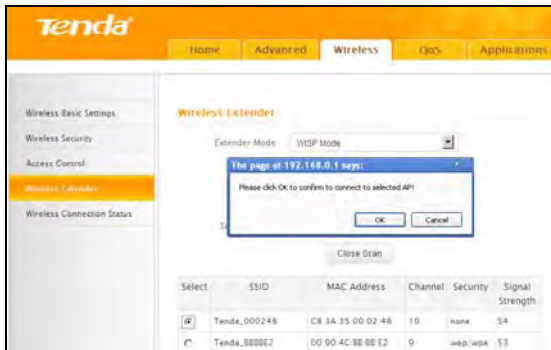 Tenda
Home Advanced Wireless QoS Applications
Wireless Basic Settings
Wireless Security
Access Control
Wireless Extender
Wireless Connection Status
Wireless Extender
Extender Mode WISP Mode
The page at 192.168.0.1 says:
Please click OK to confirm to connect to selected AP!
OK Cancel
Close Scan
Select SSID MAC Address Channel Security Signal Strength
Tenda_000248 C8:3A:35:00:02:48 10 none 54
Tenda_888BE2 00:90:4C:88:88:E2 9 wep/wpa 53